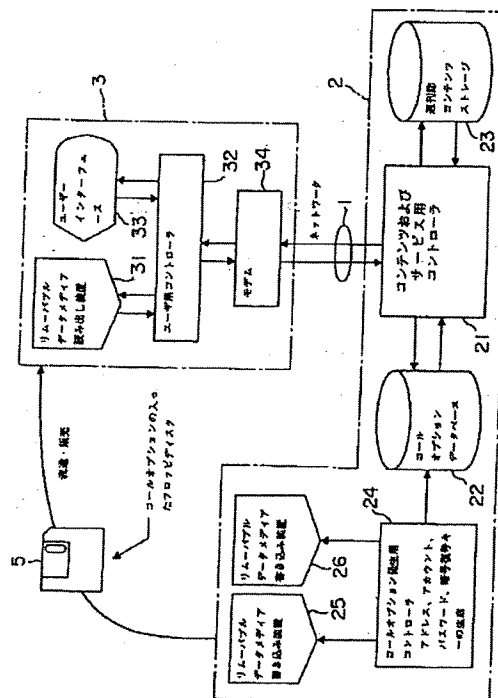 5
流通・販売
コールオプションの入っ
たフロッピディスク
3
リムーバブル
データメディア
読み出し装置
31
ユーザー
インターフェ
ース
33
ユーザ系コントローラ
32
モデム
34
ネットワーク
1
2
リムーバブル
データメディア
書き込み装置
25
リムーバブル
データメディア
書き込み装置
26
コールオプション発生用
コントローラ
アドレス、アカウント、
パスワード、暗号復号キ
ーの生成
24
コール
オプション
データベース
22
コンテンツおよび
サービス用
コントローラ
21
コンテンツ
ストレージ
23